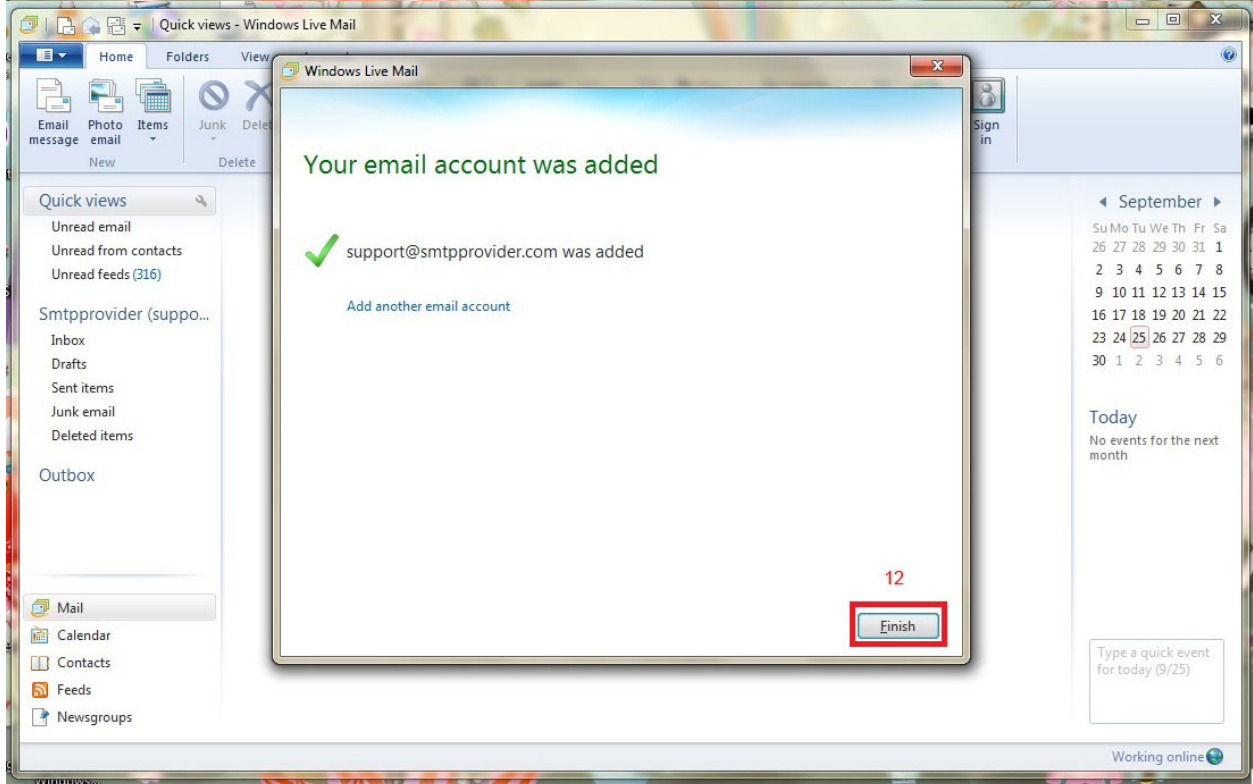 Quick views - Windows Live Mail
Home Folders View
Windows Live Mail
Email message
Photo email
Items
Junk
Delet
Sign in
New
Delete
Your email account was added
support@smtpprovider.com was added
Add another email account
12
Finish
Quick views
Unread email
Unread from contacts
Unread feeds (316)
Smtpprovider (suppo...
Inbox
Drafts
Sent items
Junk email
Deleted items
Outbox
Mail
Calendar
Contacts
Feeds
Newsgroups
September
Su Mo Tu We Th Fr Sa
26 27 28 29 30 31 1
2 3 4 5 6 7 8
9 10 11 12 13 14 15
16 17 18 19 20 21 22
23 24 25 26 27 28 29
30 1 2 3 4 5 6
Today
No events for the next
month
Type a quick event
for today (9/25)
Working online